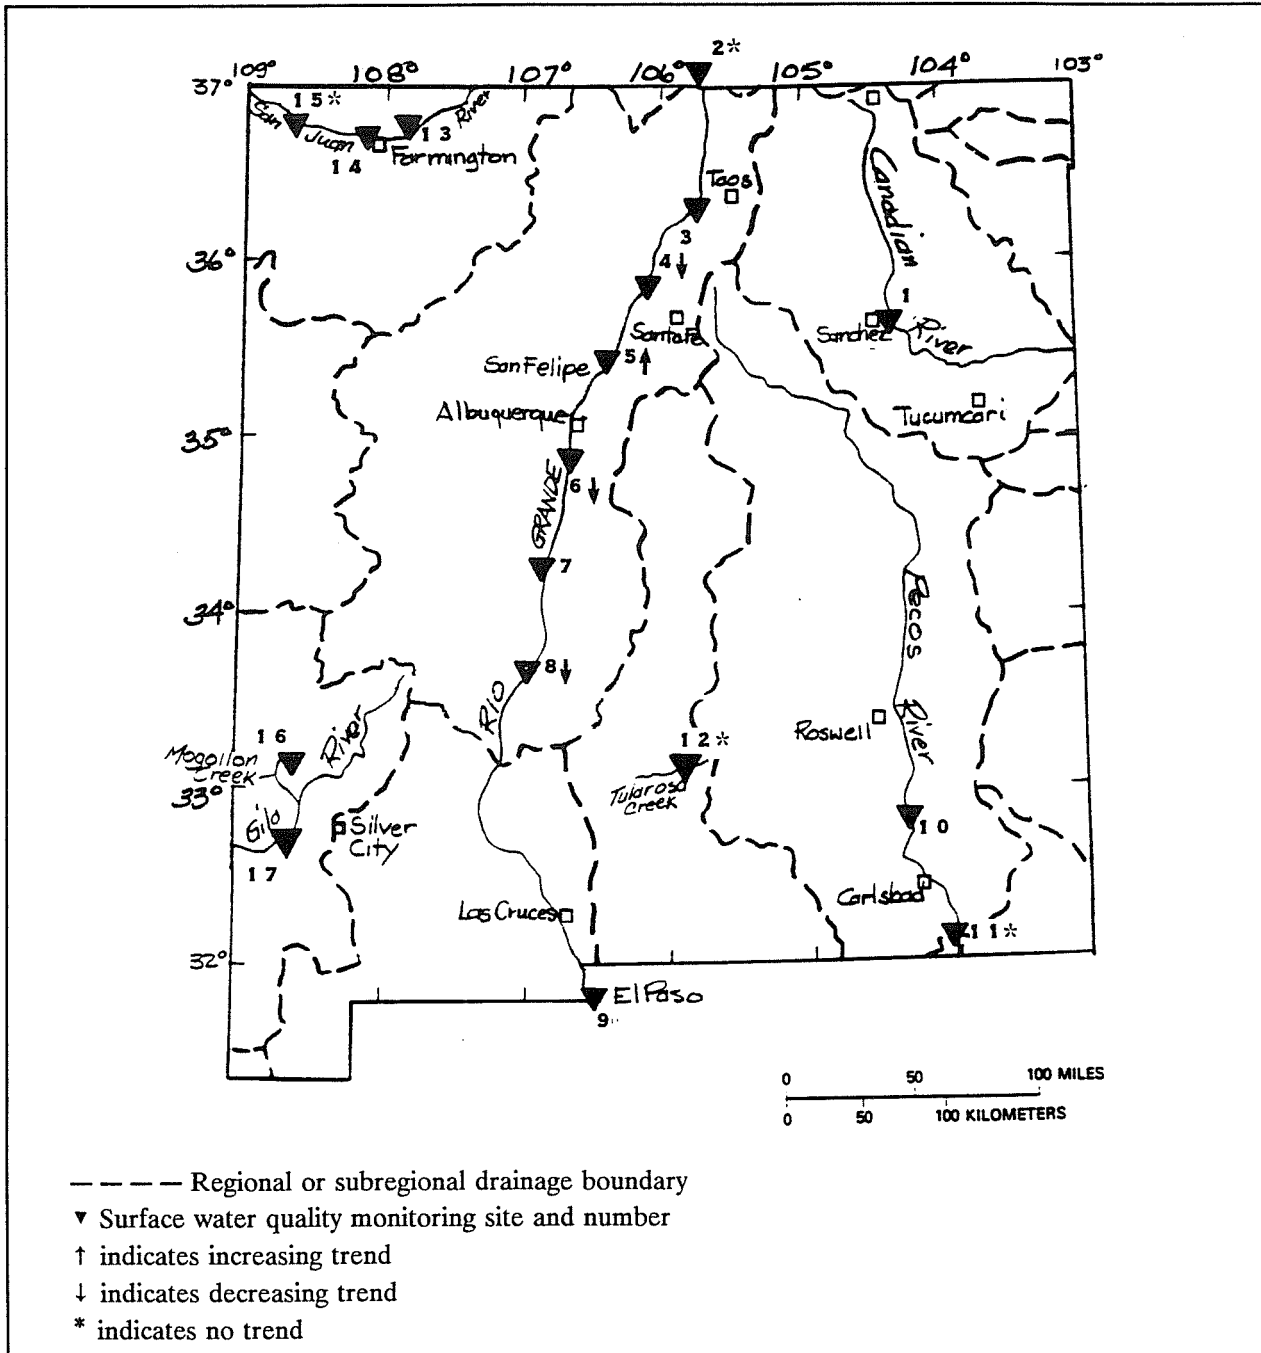 2*
109° 108° 107° 106° 105° 104° 103°
37°
15*
San Juan River
13
14
Farmington
Taos
3
Canadian River
36°
4 ↓
1
Santa Fe
Sanchez
San Felipe
5 ↑
Albuquerque
Tucumcari
35°
6 ↓
RIO GRANDE
7
Pecos River
34°
8 ↓
16
Mogollon
Creek
Gila River
12*
Roswell
Tularosa
Creek
33°
10
Silver
City
17
Carlsbad
Las Cruces
11*
32°
El Paso
9
0 50 100 MILES
0 50 100 KILOMETERS
– – – – – Regional or subregional drainage boundary
▼ Surface water quality monitoring site and number
↑ indicates increasing trend
↓ indicates decreasing trend
* indicates no trend